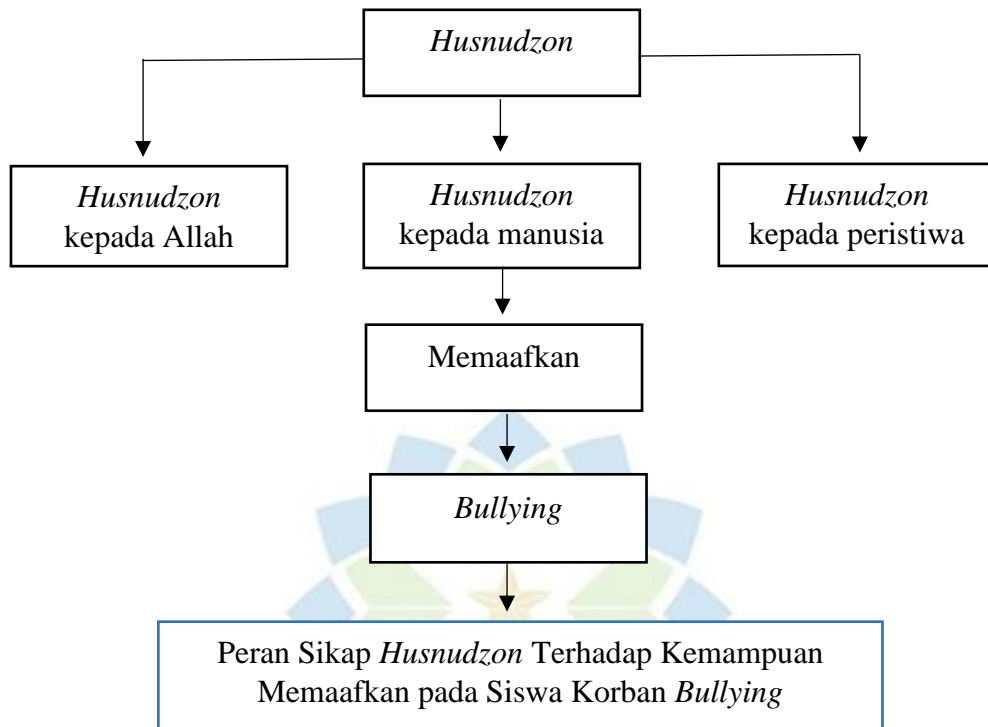 Husnudzon
Husnudzon
kepada Allah
Husnudzon
kepada manusia
Husnudzon
kepada peristiwa
Memaafkan
Bullying
Peran Sikap Husnudzon Terhadap Kemampuan
Memaafkan pada Siswa Korban Bullying